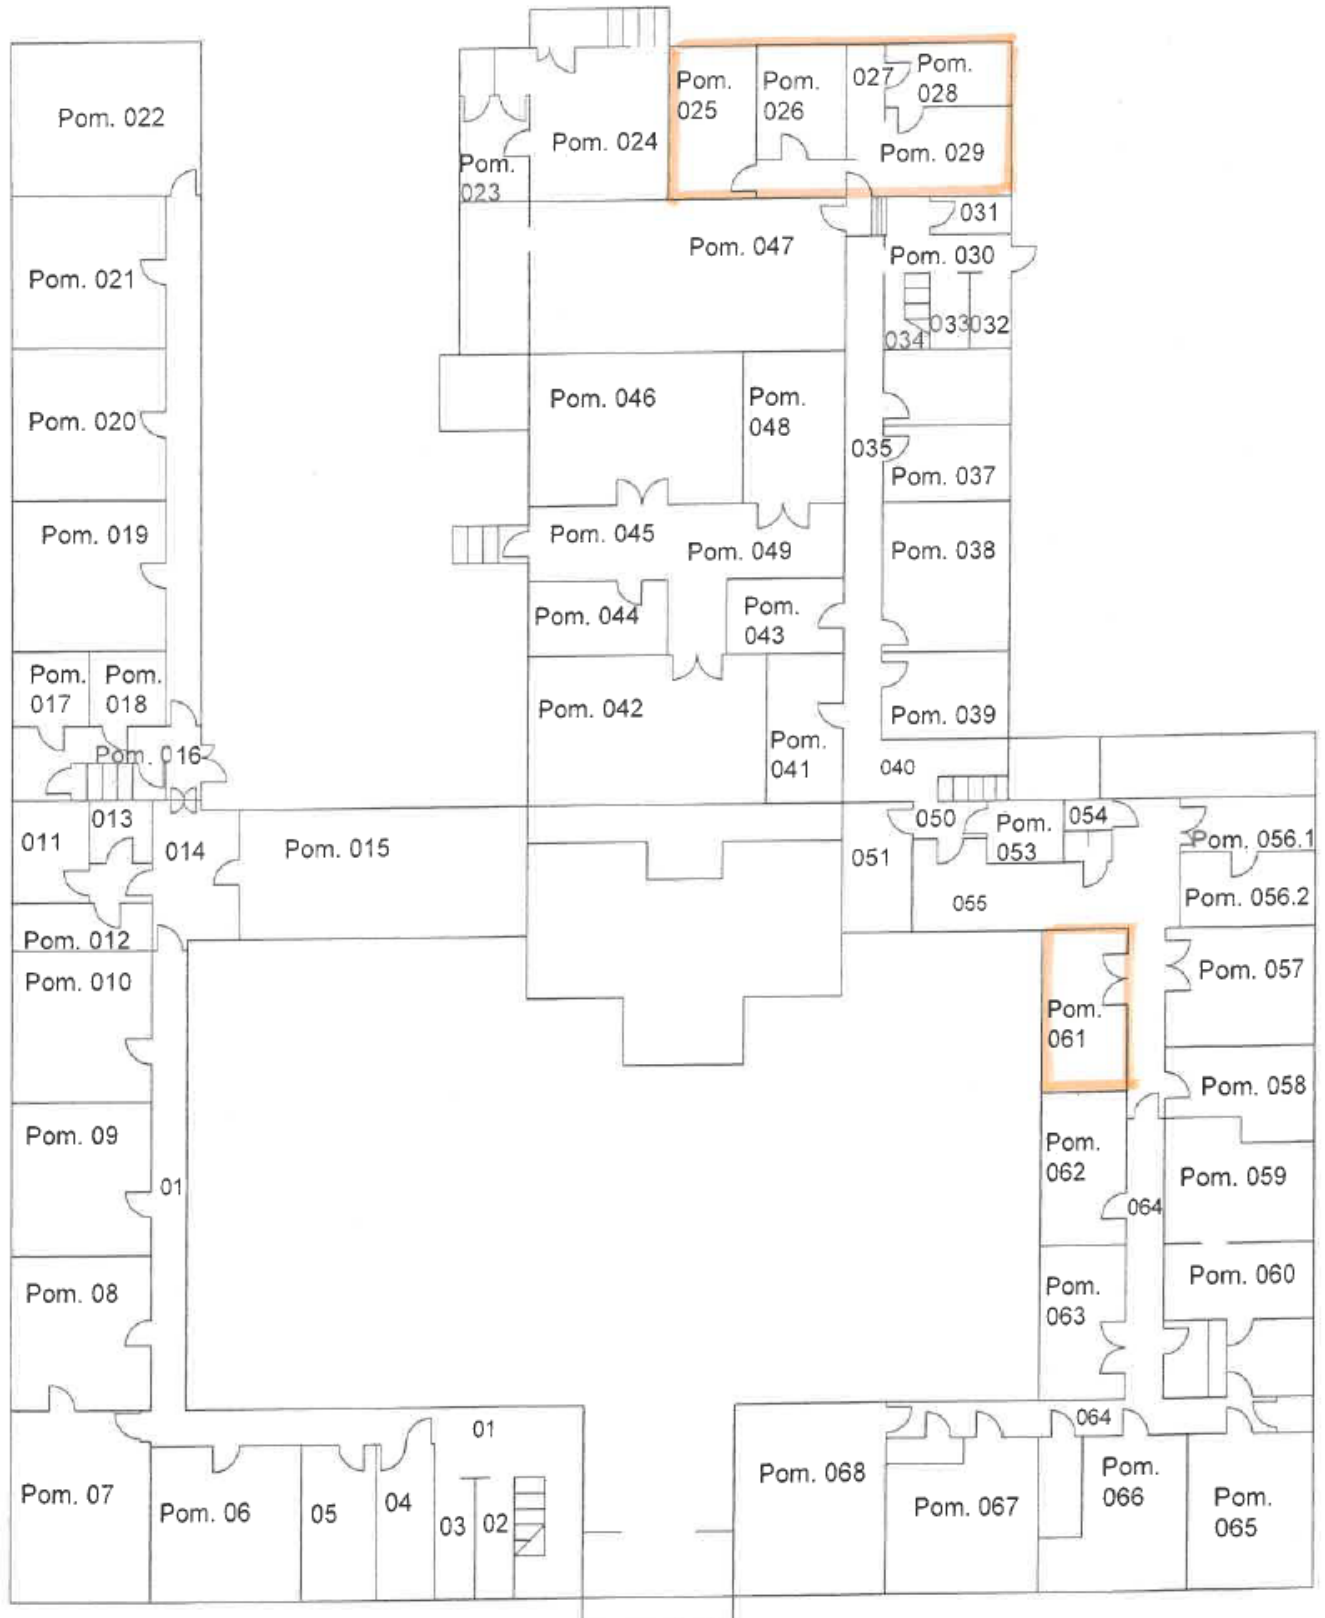 Pom. 022
Pom. 021
Pom. 020
Pom. 019
Pom.
017
Pom.
018
Pom. 016
011
013
014
Pom. 015
Pom. 012
Pom. 010
Pom. 09
01
Pom. 08
Pom. 07
Pom. 06
05
04
03
02
01
Pom.
023
Pom. 024
Pom.
025
Pom.
026
027
Pom.
028
Pom. 029
031
Pom. 030
034
033
032
Pom. 047
Pom. 046
Pom.
048
035
Pom. 037
Pom. 045
Pom. 049
Pom. 038
Pom. 044
Pom.
043
Pom. 042
Pom.
041
Pom. 039
040
050
051
Pom.
053
054
055
Pom. 056.1
Pom. 056.2
Pom. 057
Pom.
061
Pom. 058
Pom.
062
Pom. 059
064
Pom. 060
Pom.
063
064
Pom. 068
Pom. 067
Pom.
066
Pom.
065